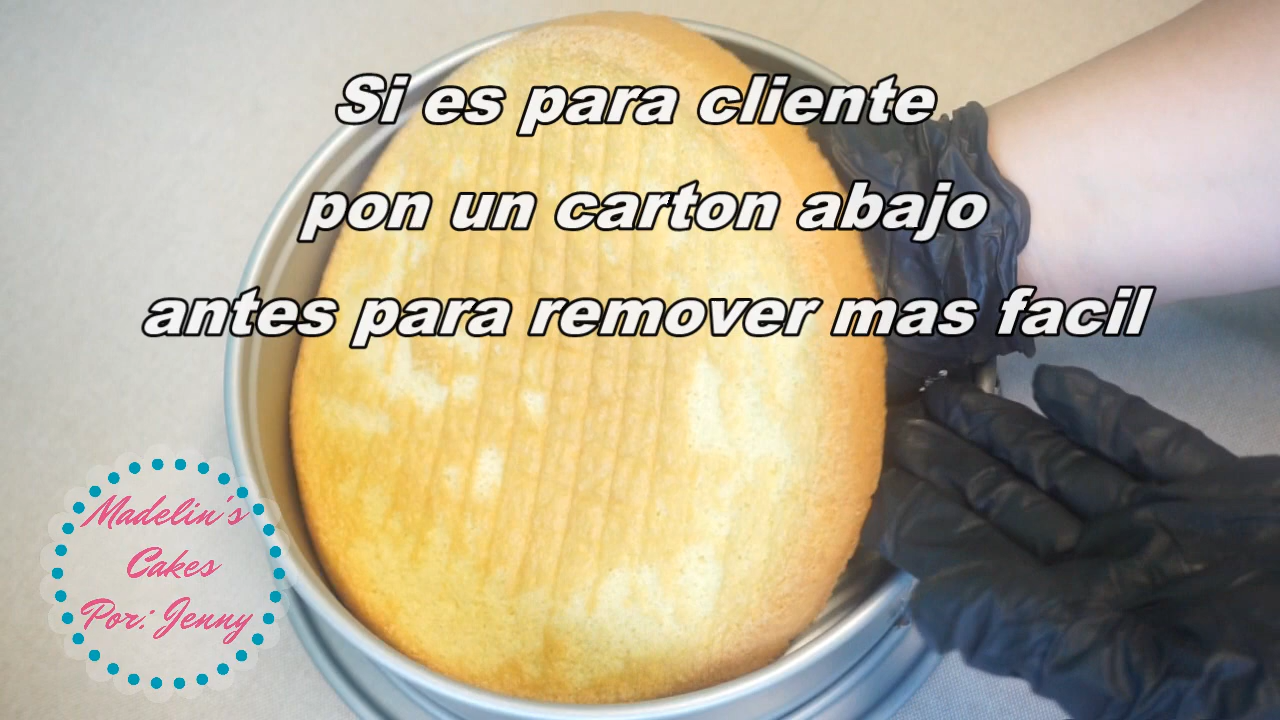 Si es para cliente
pon un carton abajo
antes para remover mas facil
Madelin's
Cakes
Por: Jenny